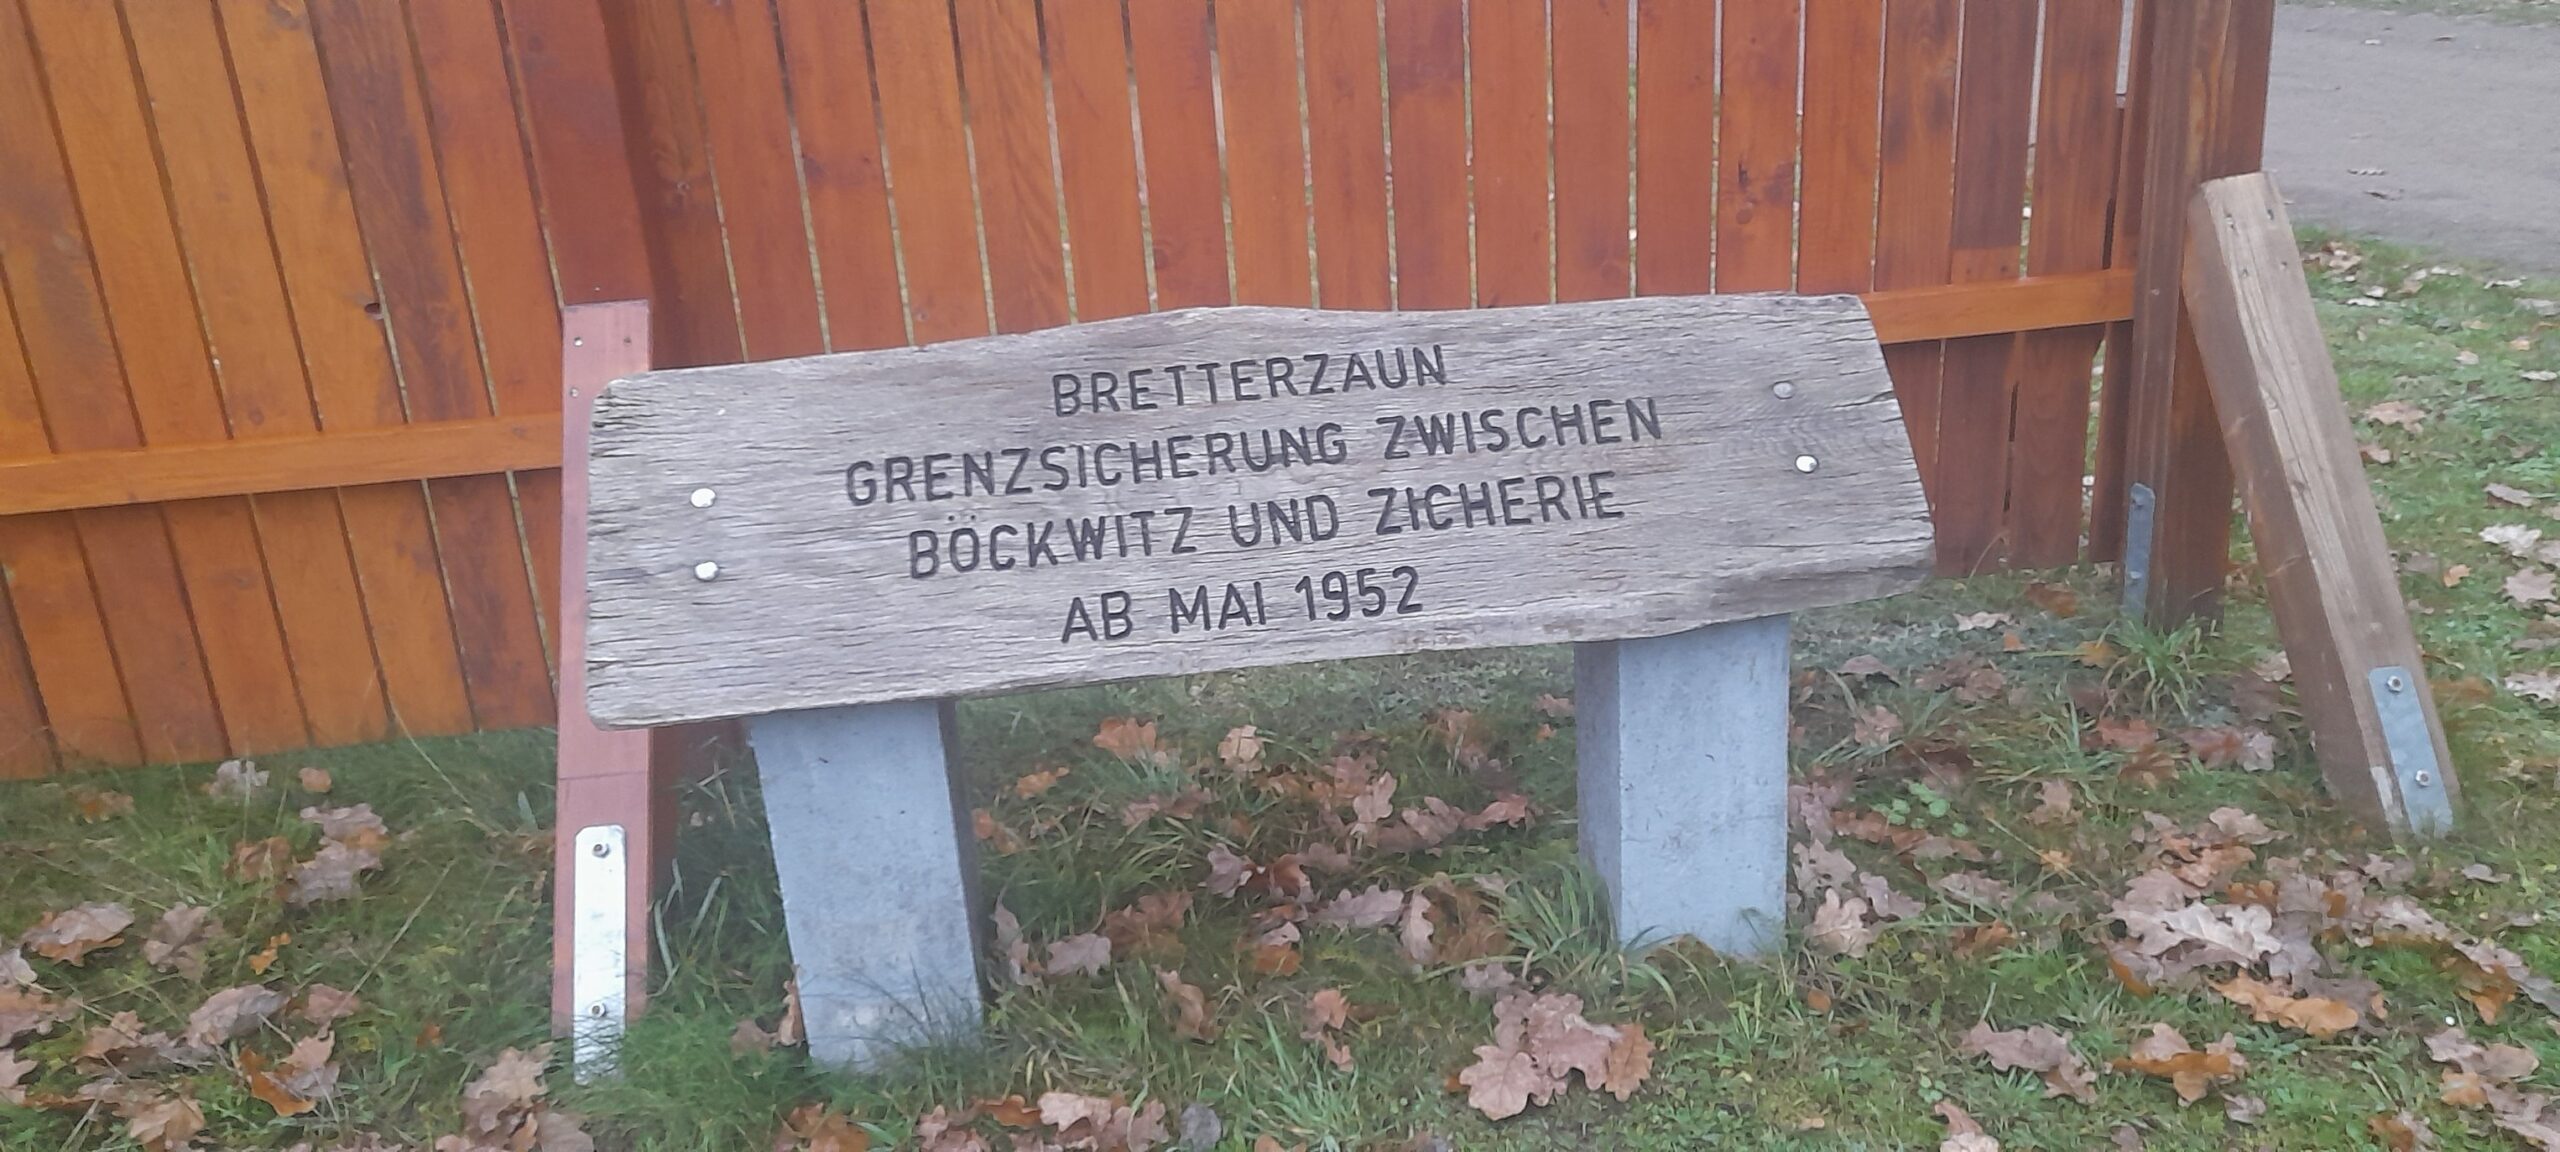 BRETTERZAUN
GRENZSICHERUNG ZWISCHEN
BÖCKWITZ UND ZICHERIE
AB MAI 1952